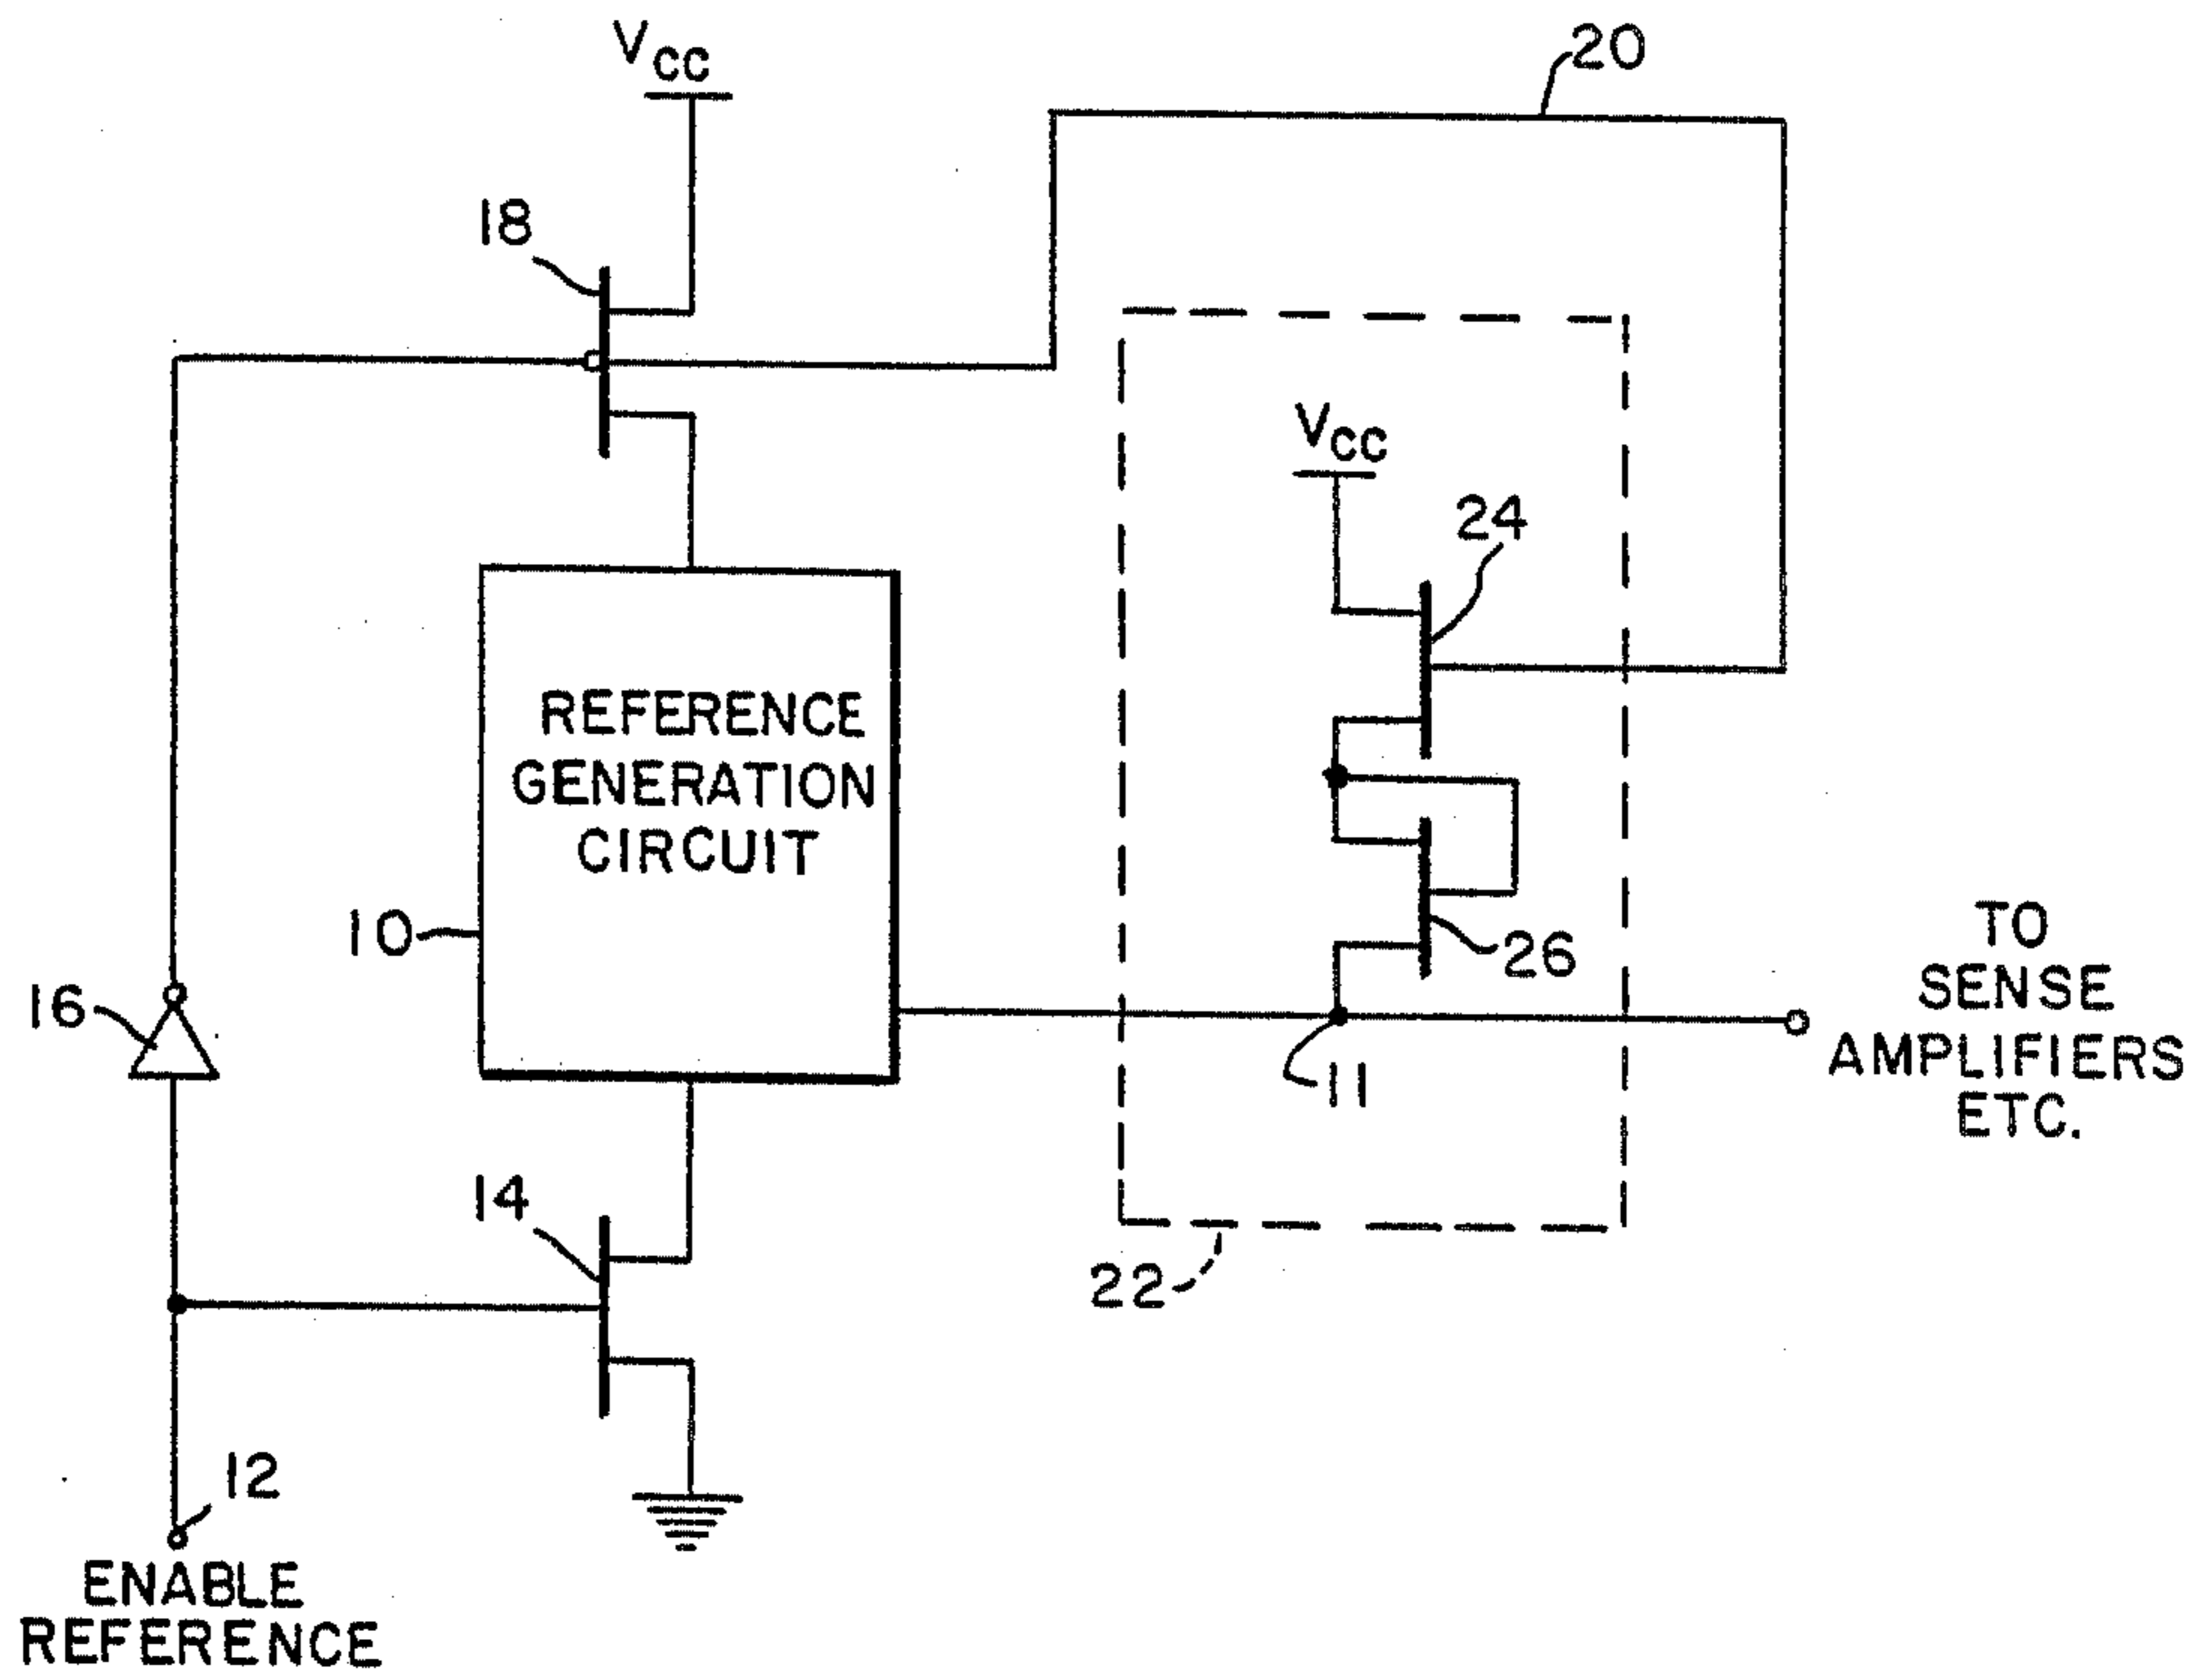 VCC
20
18
VCC
24
REFERENCE
GENERATION
CIRCUIT
10
26
TO
SENSE
AMPLIFIERS
ETC.
16
11
14
22
12
ENABLE
REFERENCE